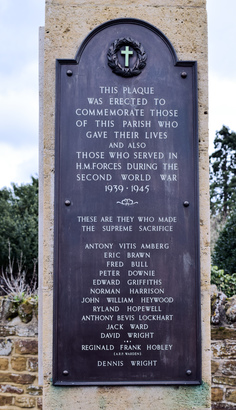 THIS PLAQUE
WAS ERECTED TO
COMMEMORATE THOSE
OF THIS PARISH WHO
GAVE THEIR LIVES
AND ALSO
THOSE WHO SERVED IN
H.M.FORCES DURING THE
SECOND WORLD WAR
1939-1945
THESE ARE THEY WHO MADE
THE SUPREME SACRIFICE
ANTONY VITIS AMBERG
ERIC BRAWN
FRED BULL
PETER DOWNIE
EDWARD GRIFFITHS
NORMAN HARRISON
JOHN WILLIAM HEYWOOD
RYLAND HOPEWELL
ANTHONY BEVIS LOCKHART
JACK WARD
DAVID WRIGHT
REGINALD FRANK HOBLEY
(A.R.P. WARDEN)
DENNIS WRIGHT